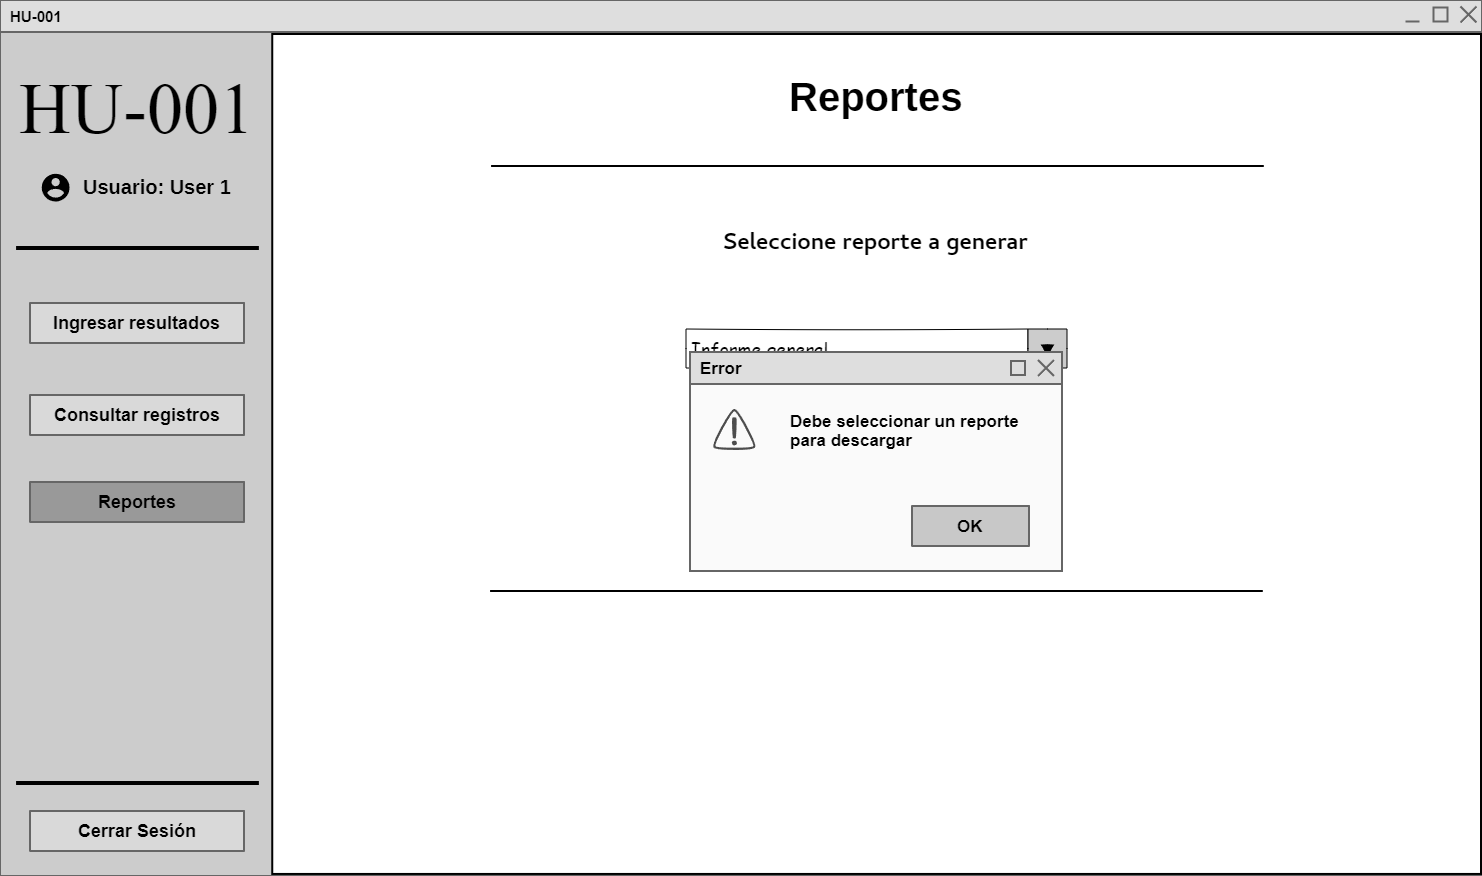 HU-001
HU-001
Usuario: User 1
Ingresar resultados
Consultar registros
Reportes
Cerrar Sesión
Reportes
Seleccione reporte a generar
Informe general
Error
Debe seleccionar un reporte
para descargar
OK